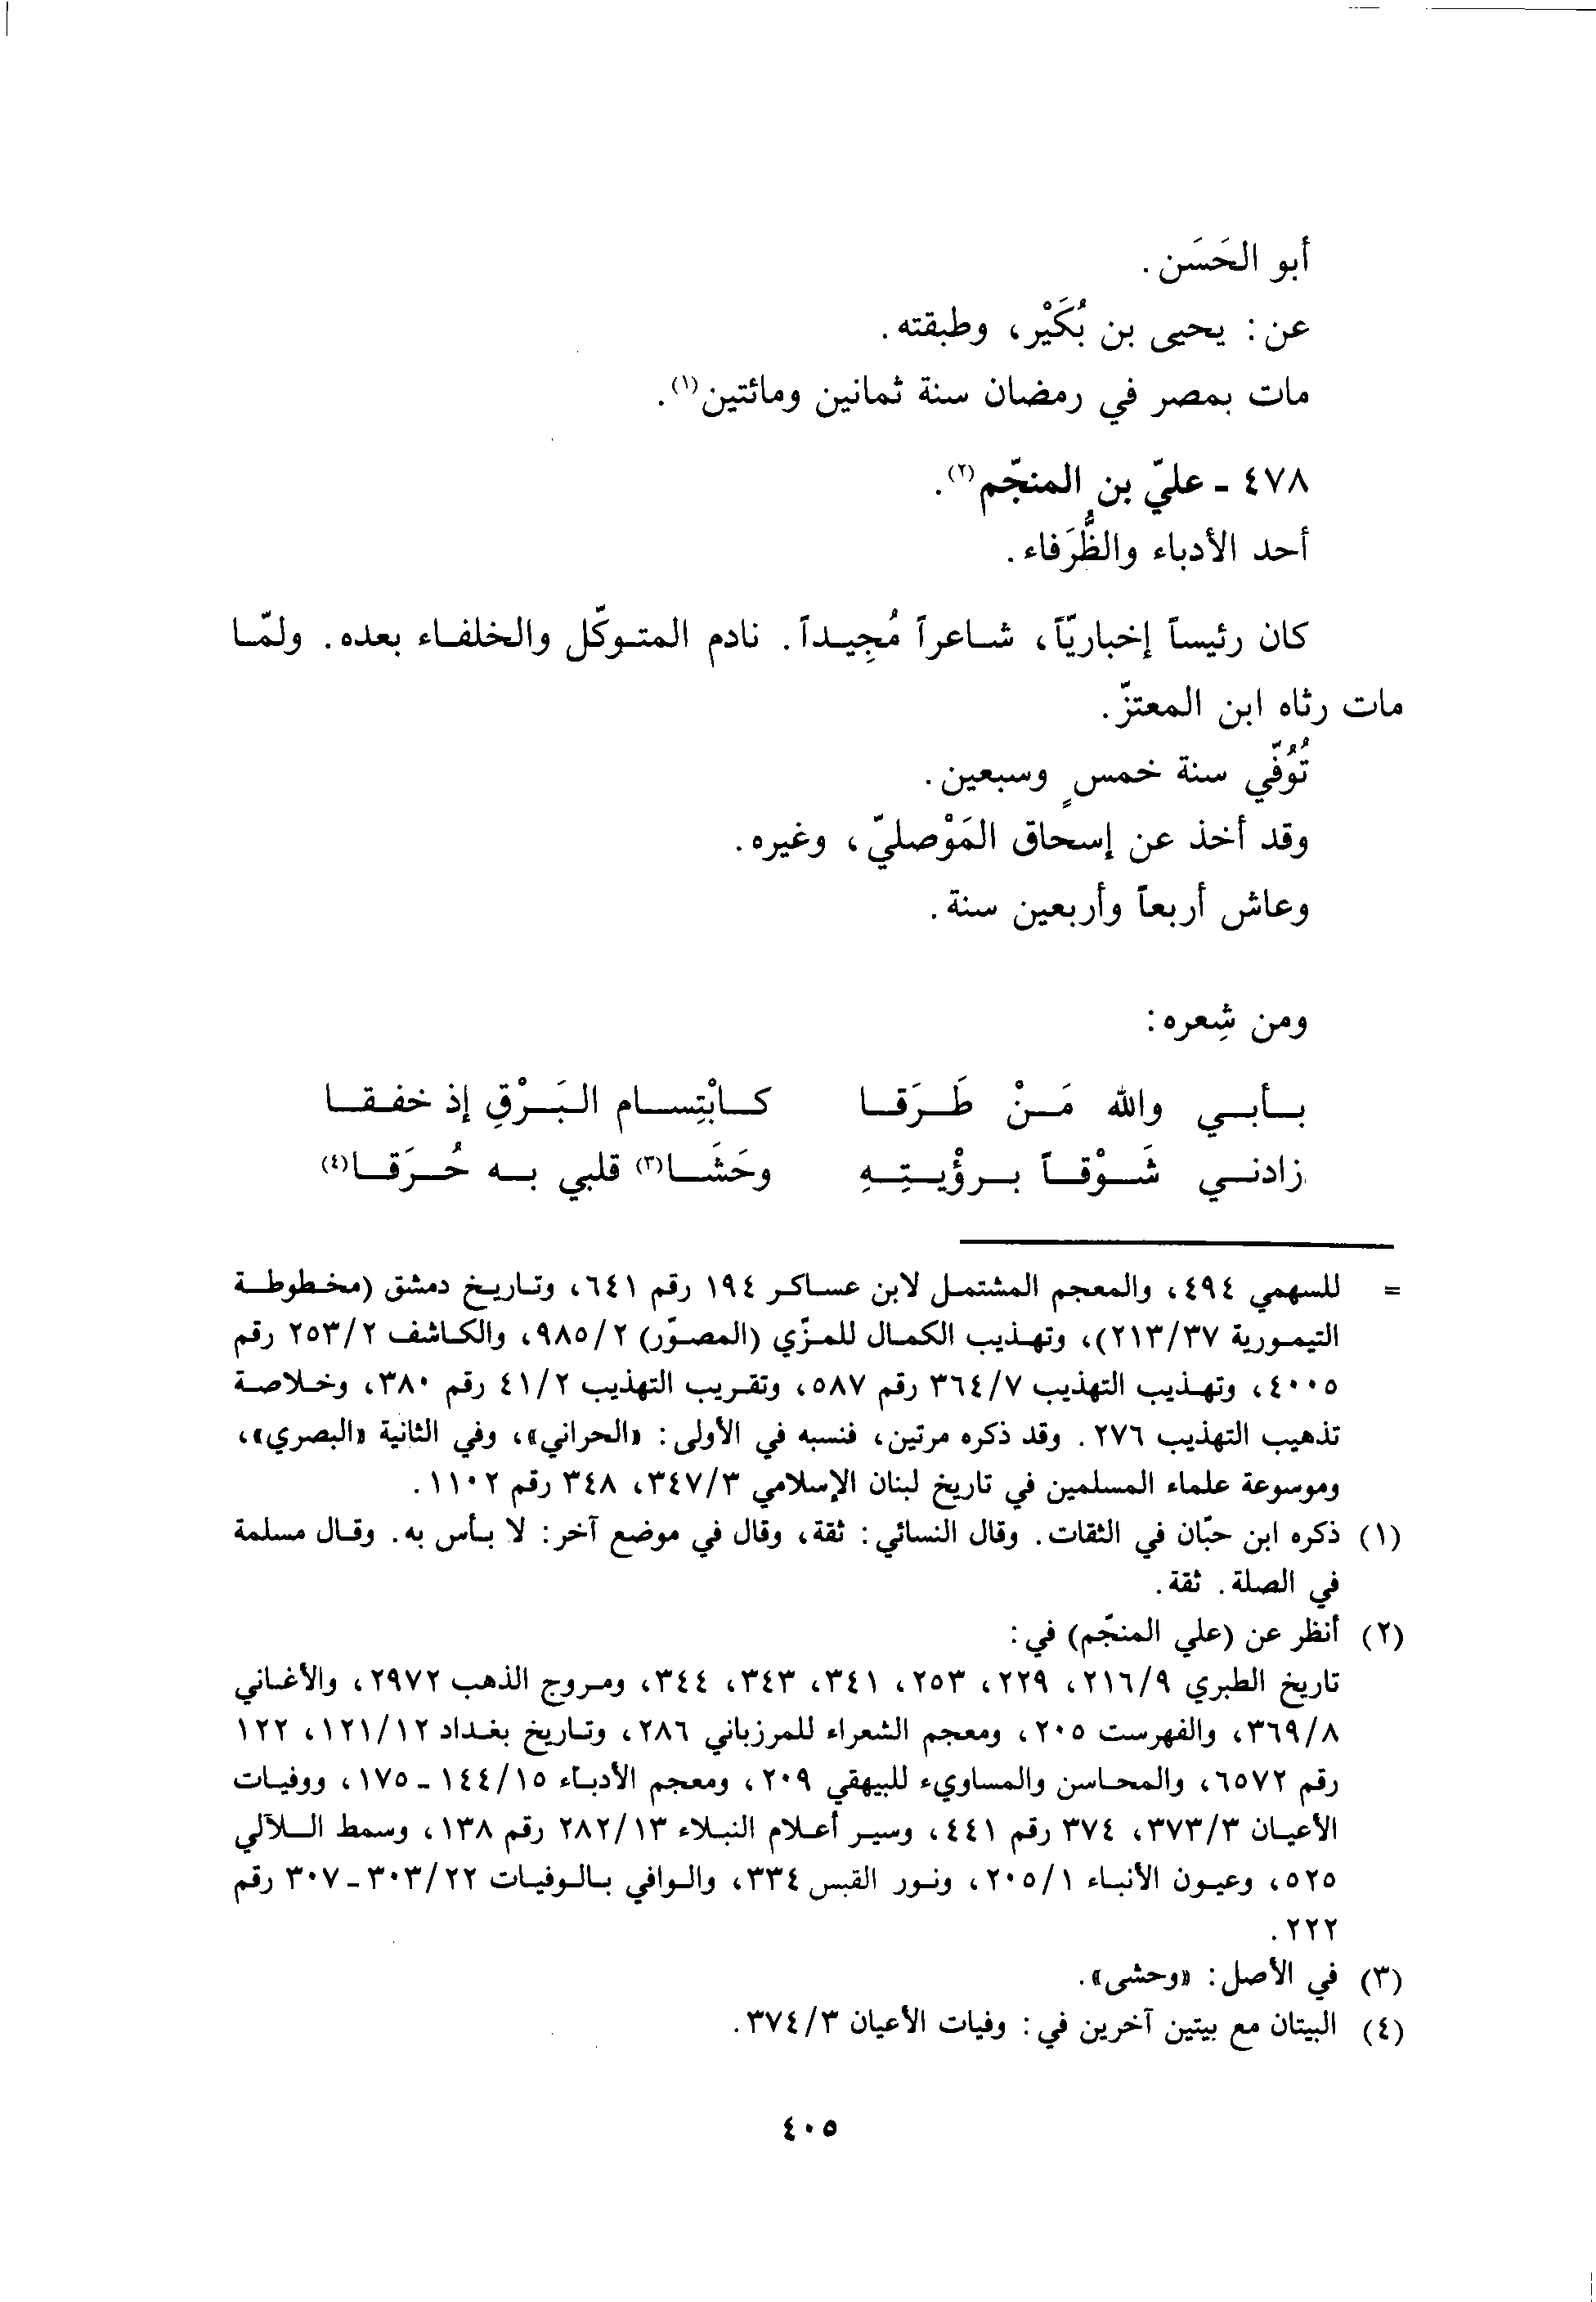 أبو الحَسَن.
عن: يحيى بن بُكَيْر، وطبقته.
مات بمصر في رمضان سنة ثمانين ومائتين(١).
٤٧٨ - عليّ بن المنجّم(٢).
أحد الأدباء والظُّرَفاء.
كان رئيساً إخباريّاً، شاعراً مُجِيداً. نادم المتوكّل والخلفاء بعده. ولمّا
مات رثاه ابن المعتزّ.
تُوُفّي سنة خمسٍ وسبعين.
وقد أخذ عن إسحاق المَوْصليّ، وغيره.
وعاش أربعاً وأربعين سنة.
ومن شِعره:
بأبي والله مَنْ طَرَقا كابْتِسام البَرْقِ إذ خفقا
زادني شَوْقاً برؤْيتِهِ وحَشَا(٣) قلبي به حُرَقا(٤)
= للسهمي ٤٩٤، والمعجم المشتمل لابن عساكر ١٩٤ رقم ٦٤١، وتاريخ دمشق (مخطوطة
التيمورية ٢١٣/٣٧)، وتهذيب الكمال للمزّي (المصوّر) ٩٨٥/٢، والكاشف ٢٥٣/٢ رقم
٤٠٠٥، وتهذيب التهذيب ٣٦٤/٧ رقم ٥٨٧، وتقريب التهذيب ٤١/٢ رقم ٣٨٠، وخلاصة
تذهيب التهذيب ٢٧٦. وقد ذكره مرتين، فنسبه في الأولى: «الحراني»، وفي الثانية «البصري»،
وموسوعة علماء المسلمين في تاريخ لبنان الإسلامي ٣٤٧/٣، ٣٤٨ رقم ١١٠٢.
(١) ذكره ابن حبّان في الثقات. وقال النسائي: ثقة، وقال في موضع آخر: لا بأس به. وقال مسلمة
في الصلة. ثقة.
(٢) أنظر عن (علي المنجّم) في:
تاريخ الطبري ٢١٦/٩، ٢٢٩، ٢٥٣، ٣٤١، ٣٤٣، ٣٤٤، ومروج الذهب ٢٩٧٢، والأغاني
٣٦٩/٨، والفهرست ٢٠٥، ومعجم الشعراء للمرزباني ٢٨٦، وتاريخ بغداد ١٢١/١٢، ١٢٢
رقم ٦٥٧٢، والمحاسن والمساويء للبيهقي ٢٠٩، ومعجم الأدباء ١٤٤/١٥ - ١٧٥، ووفيات
الأعيان ٣٧٣/٣، ٣٧٤ رقم ٤٤١، وسير أعلام النبلاء ٢٨٢/١٣ رقم ١٣٨، وسمط اللآلي
٥٢٥، وعيون الأنباء ٢٠٥/١، ونور القبس ٣٣٤، والوافي بالوفيات ٣٠٣/٢٢ - ٣٠٧ رقم
٢٢٢.
(٣) في الأصل: «وحشى».
(٤) البيتان مع بيتين آخرين في: وفيات الأعيان ٣٧٤/٣.
٤٠٥